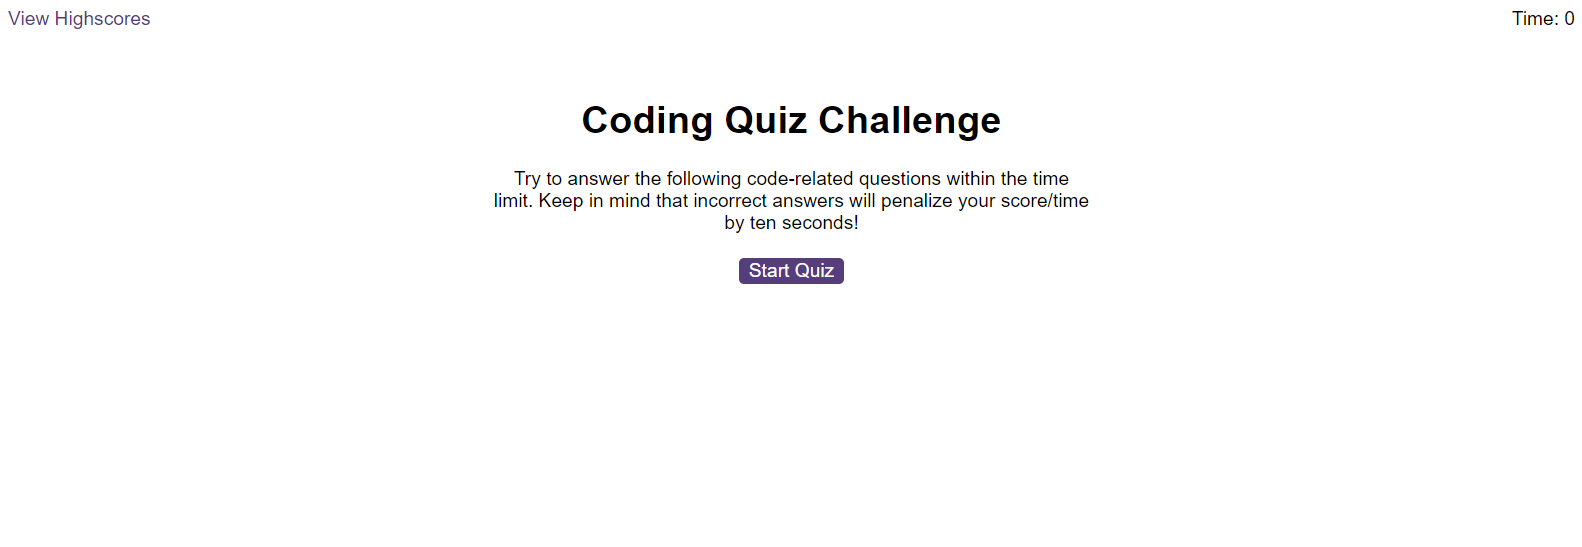 View Highscores
Time: 0
Coding Quiz Challenge
Try to answer the following code-related questions within the time
limit. Keep in mind that incorrect answers will penalize your score/time
by ten seconds!
Start Quiz